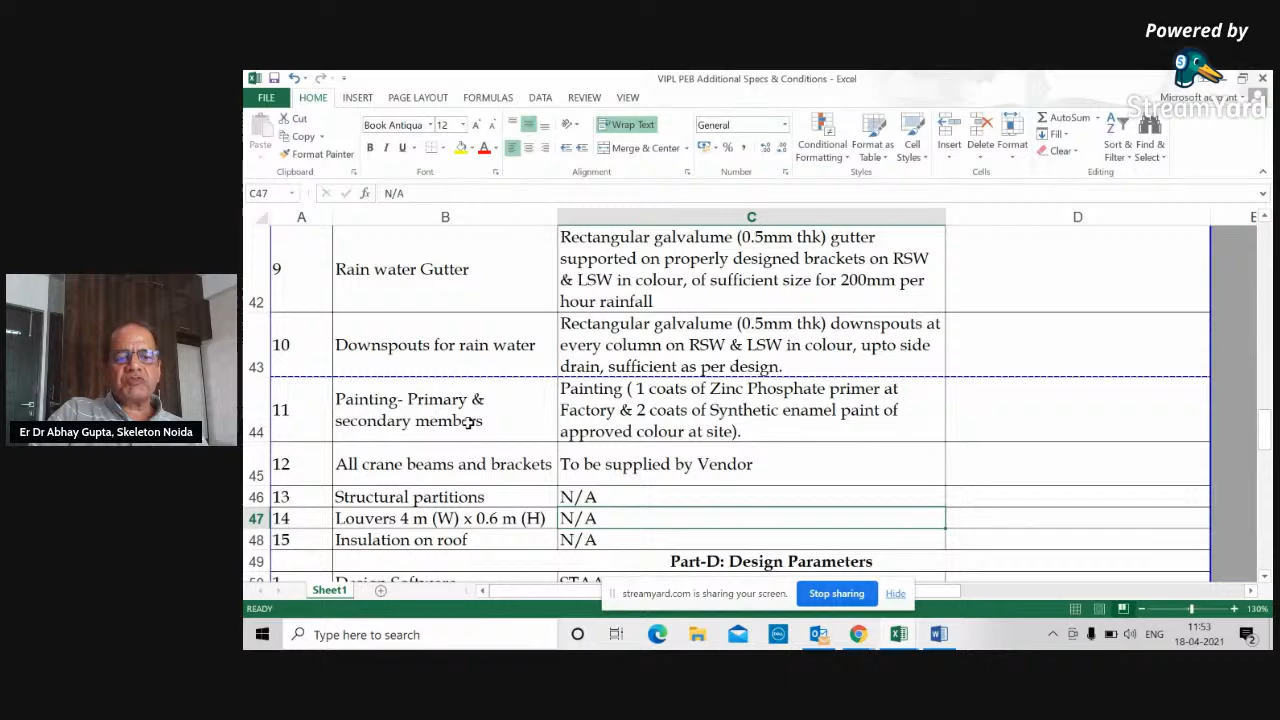 Powered by
StreamYard
VIPL PEB Additional Specs & Conditions - Excel
FILE
HOME
INSERT
PAGE LAYOUT
FORMULAS
DATA
REVIEW
VIEW
Microsoft account
Paste
Cut
Copy
Format Painter
Clipboard
Book Antiqua
12
B I U
Font
Wrap Text
Merge & Center
Alignment
General
%
Number
Conditional
Formatting
Format as
Table
Cell
Styles
Styles
Insert
Delete
Format
Cells
AutoSum
Fill
Clear
Sort &
Filter
Find &
Select
Editing
C47
fx
N/A
A
B
C
D
E
42
9
Rain water Gutter
Rectangular galvalume (0.5mm thk) gutter
supported on properly designed brackets on RSW
& LSW in colour, of sufficient size for 200mm per
hour rainfall
43
10
Downspouts for rain water
Rectangular galvalume (0.5mm thk) downspouts at
every column on RSW & LSW in colour, upto side
drain, sufficient as per design.
44
11
Painting- Primary &
secondary members
Painting ( 1 coats of Zinc Phosphate primer at
Factory & 2 coats of Synthetic enamel paint of
approved colour at site).
45
12
All crane beams and brackets
To be supplied by Vendor
46
13
Structural partitions
N/A
47
14
Louvers 4 m (W) x 0.6 m (H)
N/A
48
15
Insulation on roof
N/A
49
Part-D: Design Parameters
Er Dr Abhay Gupta, Skeleton Noida
Sheet1
streamyard.com is sharing your screen.
Stop sharing
Hide
READY
130%
Type here to search
ENG
11:53
18-04-2021
2